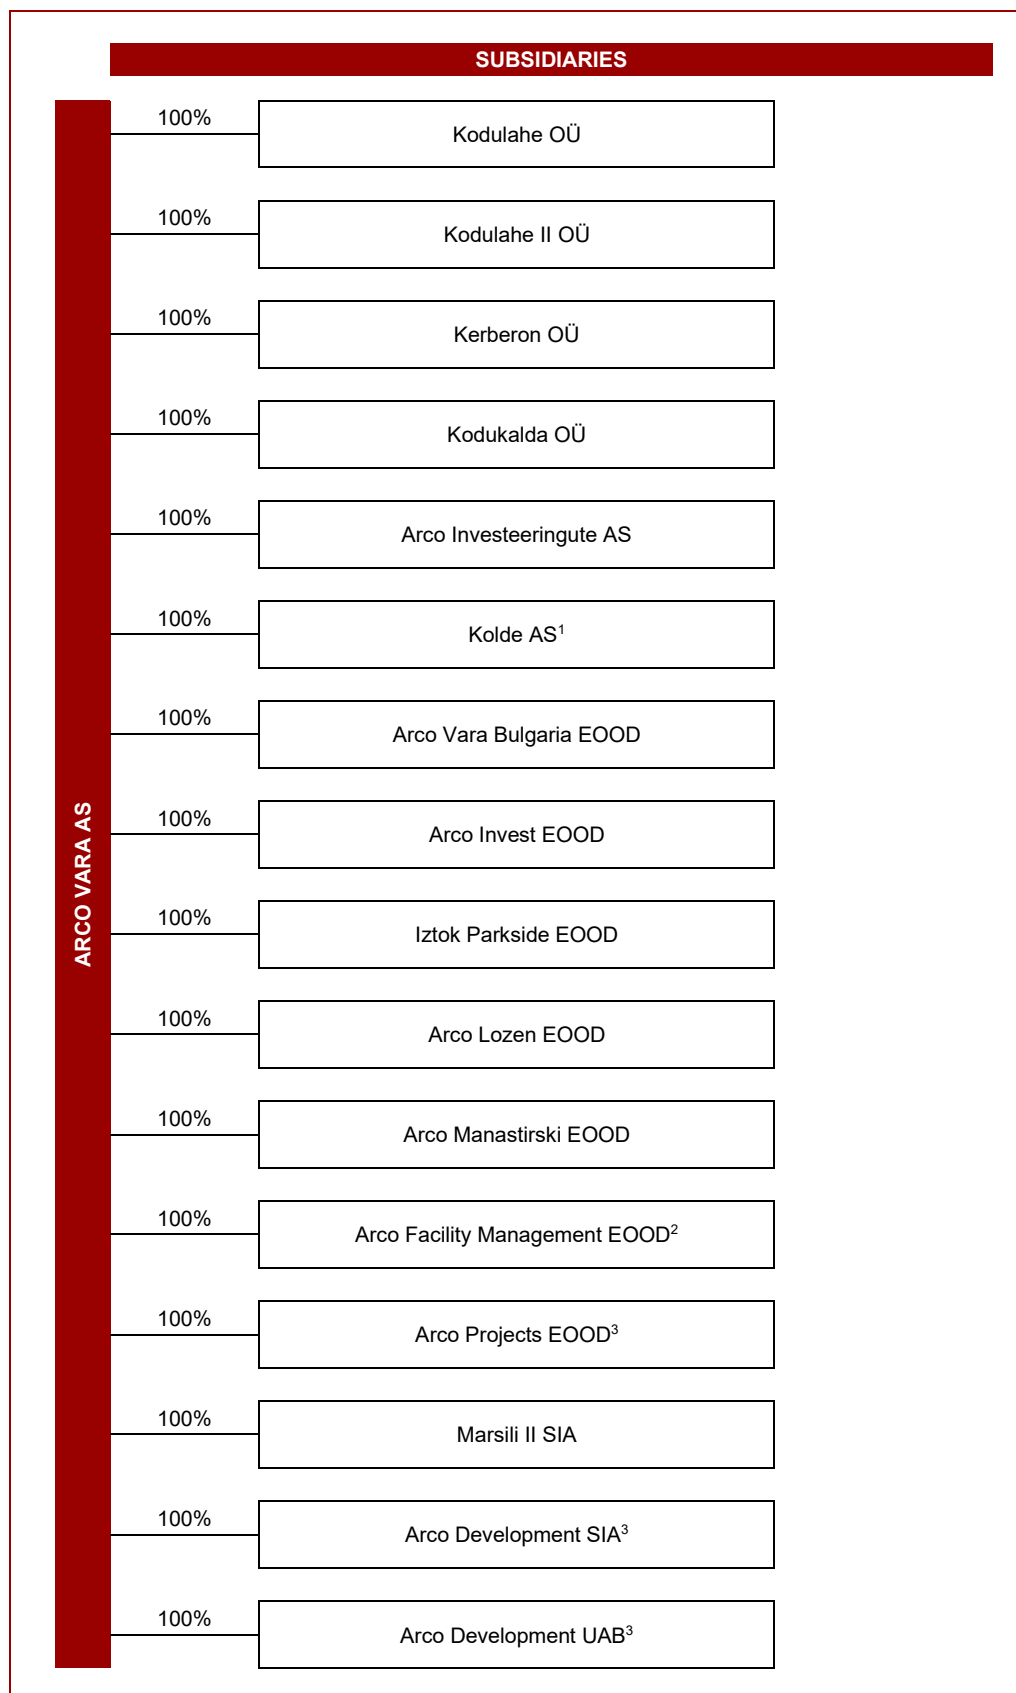 SUBSIDIARIES
ARCO VARA AS
100%
Kodulahe OÜ
100%
Kodulahe II OÜ
100%
Kerberon OÜ
100%
Kodukalda OÜ
100%
Arco Investeeringute AS
100%
Kolde AS¹
100%
Arco Vara Bulgaria EOOD
100%
Arco Invest EOOD
100%
Iztok Parkside EOOD
100%
Arco Lozen EOOD
100%
Arco Manastirski EOOD
100%
Arco Facility Management EOOD²
100%
Arco Projects EOOD³
100%
Marsili II SIA
100%
Arco Development SIA³
100%
Arco Development UAB³